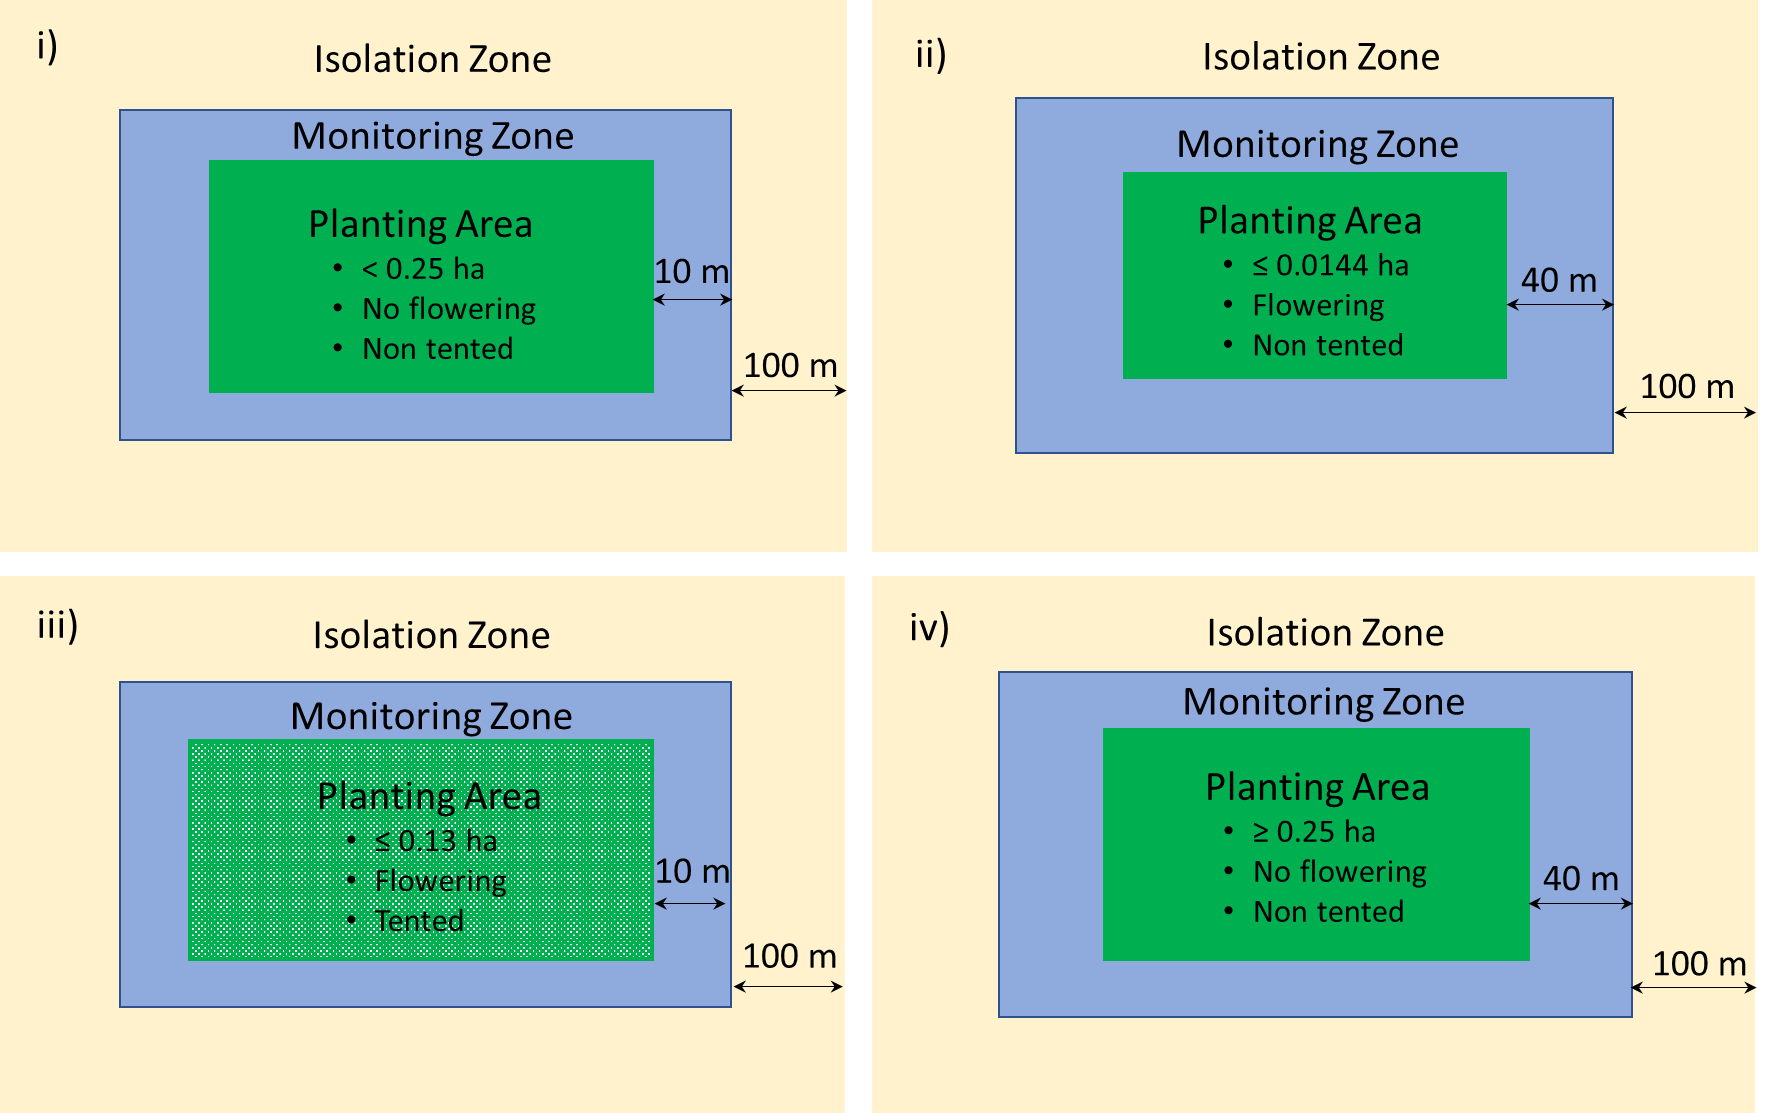 i)
Isolation Zone
Monitoring Zone
Planting Area
• < 0.25 ha
• No flowering
• Non tented
10 m
100 m
ii)
Isolation Zone
Monitoring Zone
Planting Area
• ≤ 0.0144 ha
• Flowering
• Non tented
40 m
100 m
iii)
Isolation Zone
Monitoring Zone
Planting Area
• ≤ 0.13 ha
• Flowering
• Tented
10 m
100 m
iv)
Isolation Zone
Monitoring Zone
Planting Area
• ≥ 0.25 ha
• No flowering
• Non tented
40 m
100 m